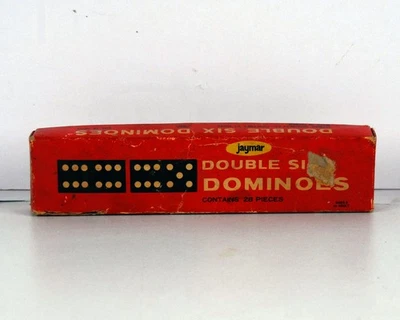 DOUBLE SIX DOMINOES
jaymar
DOUBLE SI
DOMINOES
CONTAINS 28 PIECES